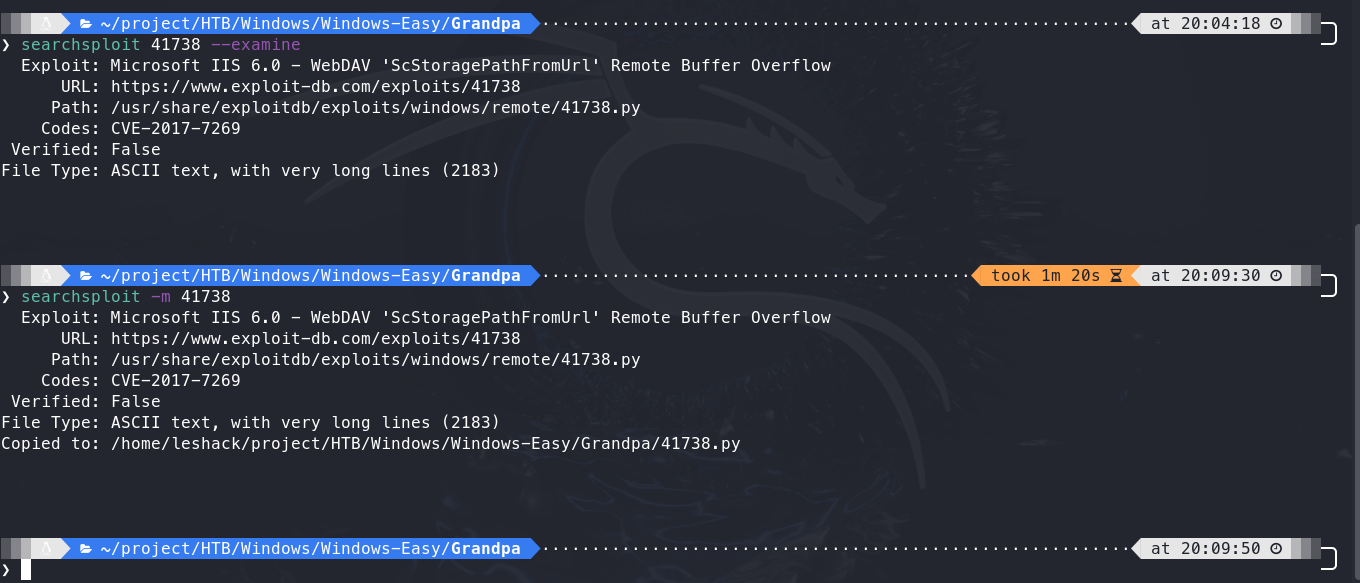 ~/project/HTB/Windows/Windows-Easy/Grandpa at 20:04:18
❯ searchsploit 41738 --examine
Exploit: Microsoft IIS 6.0 - WebDAV 'ScStoragePathFromUrl' Remote Buffer Overflow
URL: https://www.exploit-db.com/exploits/41738
Path: /usr/share/exploitdb/exploits/windows/remote/41738.py
Codes: CVE-2017-7269
Verified: False
File Type: ASCII text, with very long lines (2183)
~/project/HTB/Windows/Windows-Easy/Grandpa took 1m 20s at 20:09:30
❯ searchsploit -m 41738
Exploit: Microsoft IIS 6.0 - WebDAV 'ScStoragePathFromUrl' Remote Buffer Overflow
URL: https://www.exploit-db.com/exploits/41738
Path: /usr/share/exploitdb/exploits/windows/remote/41738.py
Codes: CVE-2017-7269
Verified: False
File Type: ASCII text, with very long lines (2183)
Copied to: /home/leshack/project/HTB/Windows/Windows-Easy/Grandpa/41738.py
~/project/HTB/Windows/Windows-Easy/Grandpa at 20:09:50
❯